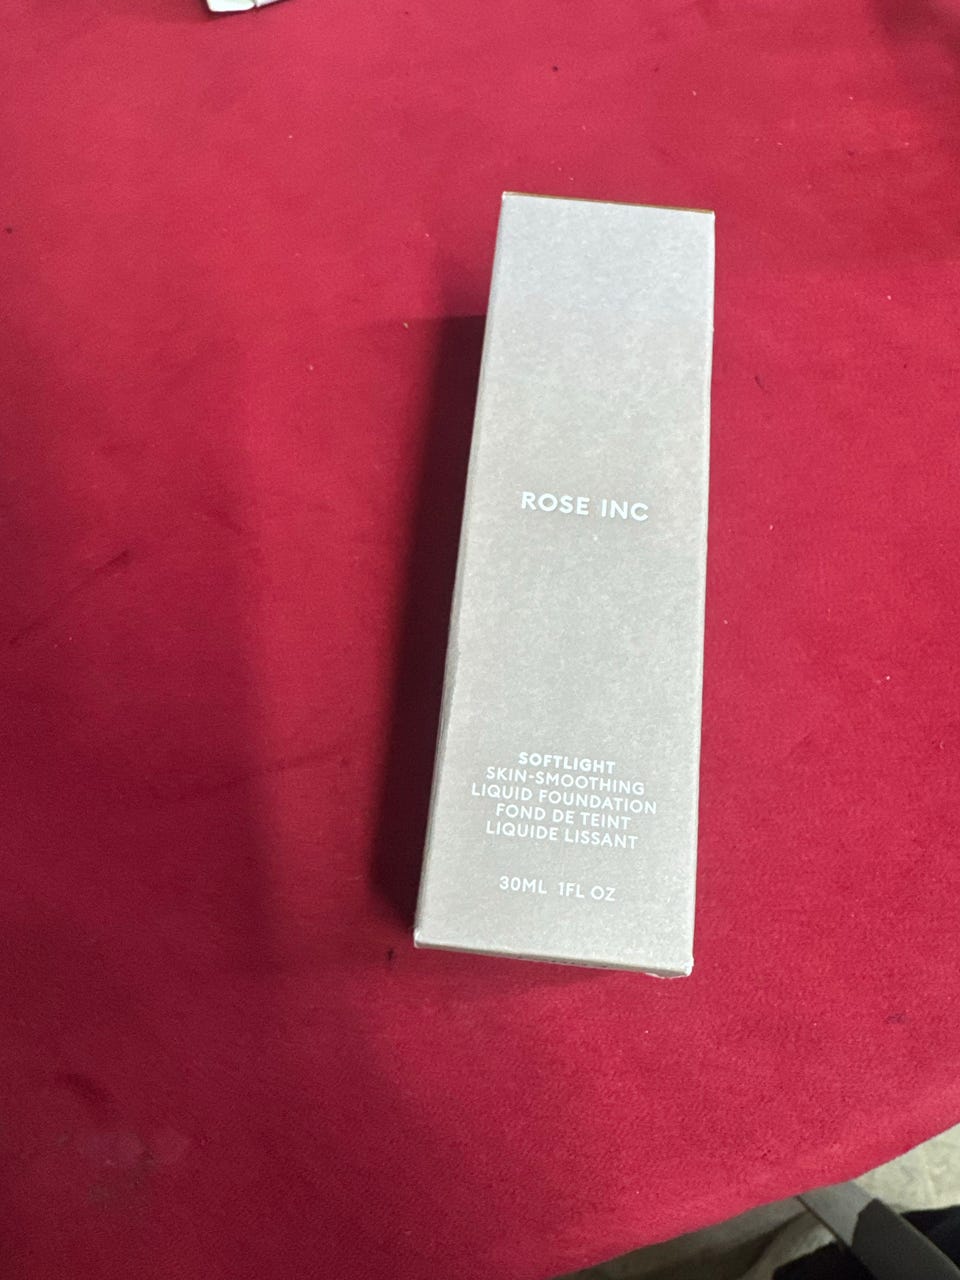 ROSE INC
SOFTLIGHT
SKIN-SMOOTHING
LIQUID FOUNDATION
FOND DE TEINT
LIQUIDE LISSANT
30ML 1FL OZ